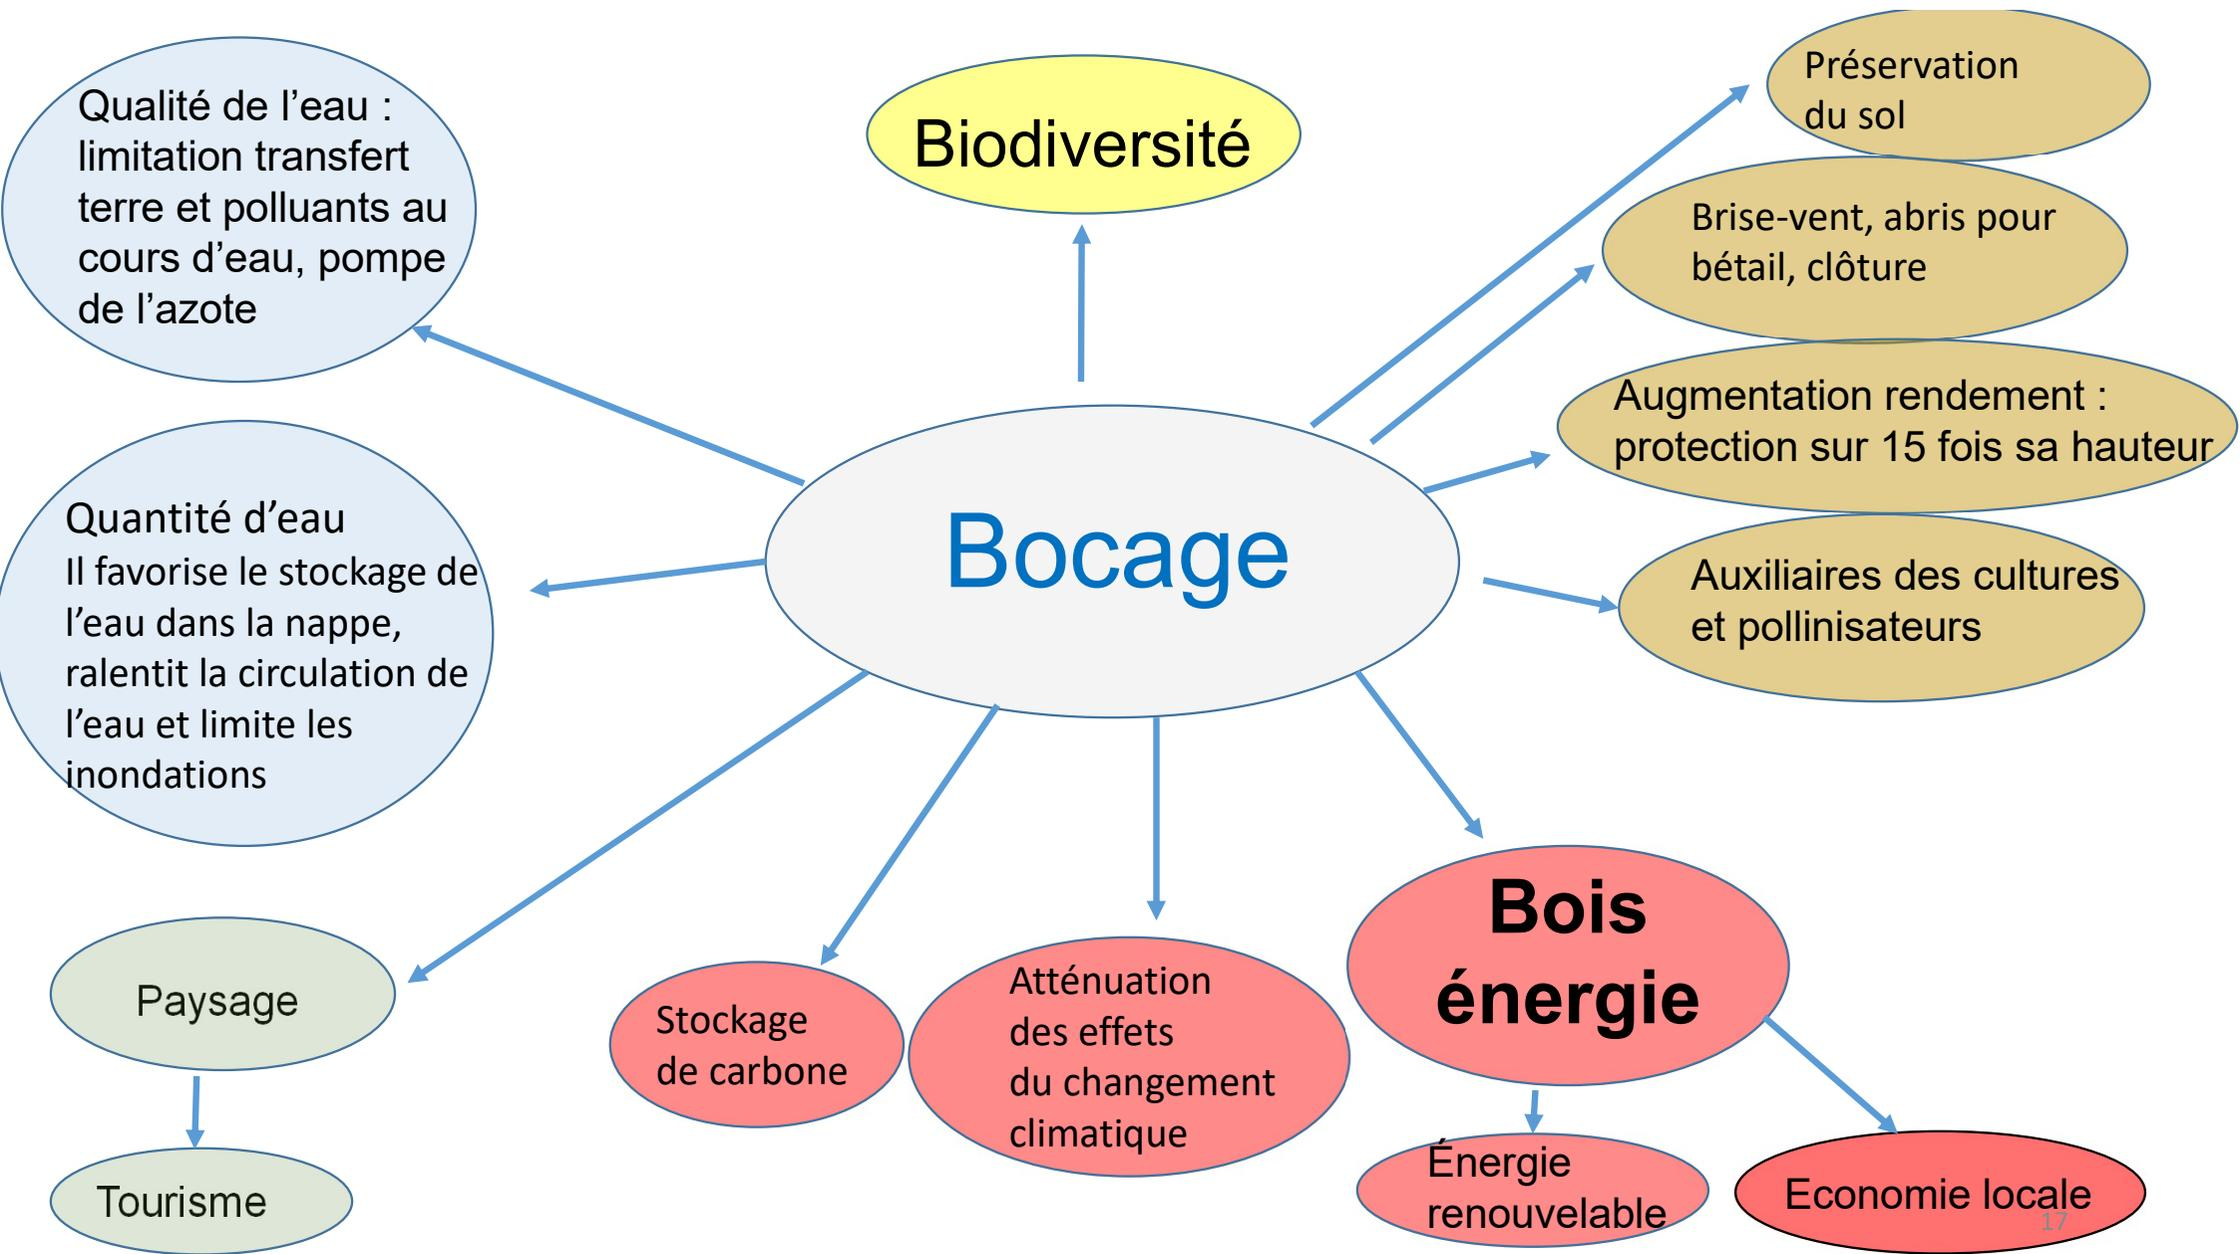 Qualité de l’eau :
limitation transfert
terre et polluants au
cours d’eau, pompe
de l’azote
Biodiversité
Préservation
du sol
Brise-vent, abris pour
bétail, clôture
Augmentation rendement :
protection sur 15 fois sa hauteur
Bocage
Auxiliaires des cultures
et pollinisateurs
Quantité d’eau
Il favorise le stockage de
l’eau dans la nappe,
ralentit la circulation de
l’eau et limite les
inondations
Paysage
Tourisme
Stockage
de carbone
Atténuation
des effets
du changement
climatique
Bois
énergie
Énergie
renouvelable
Economie locale
17